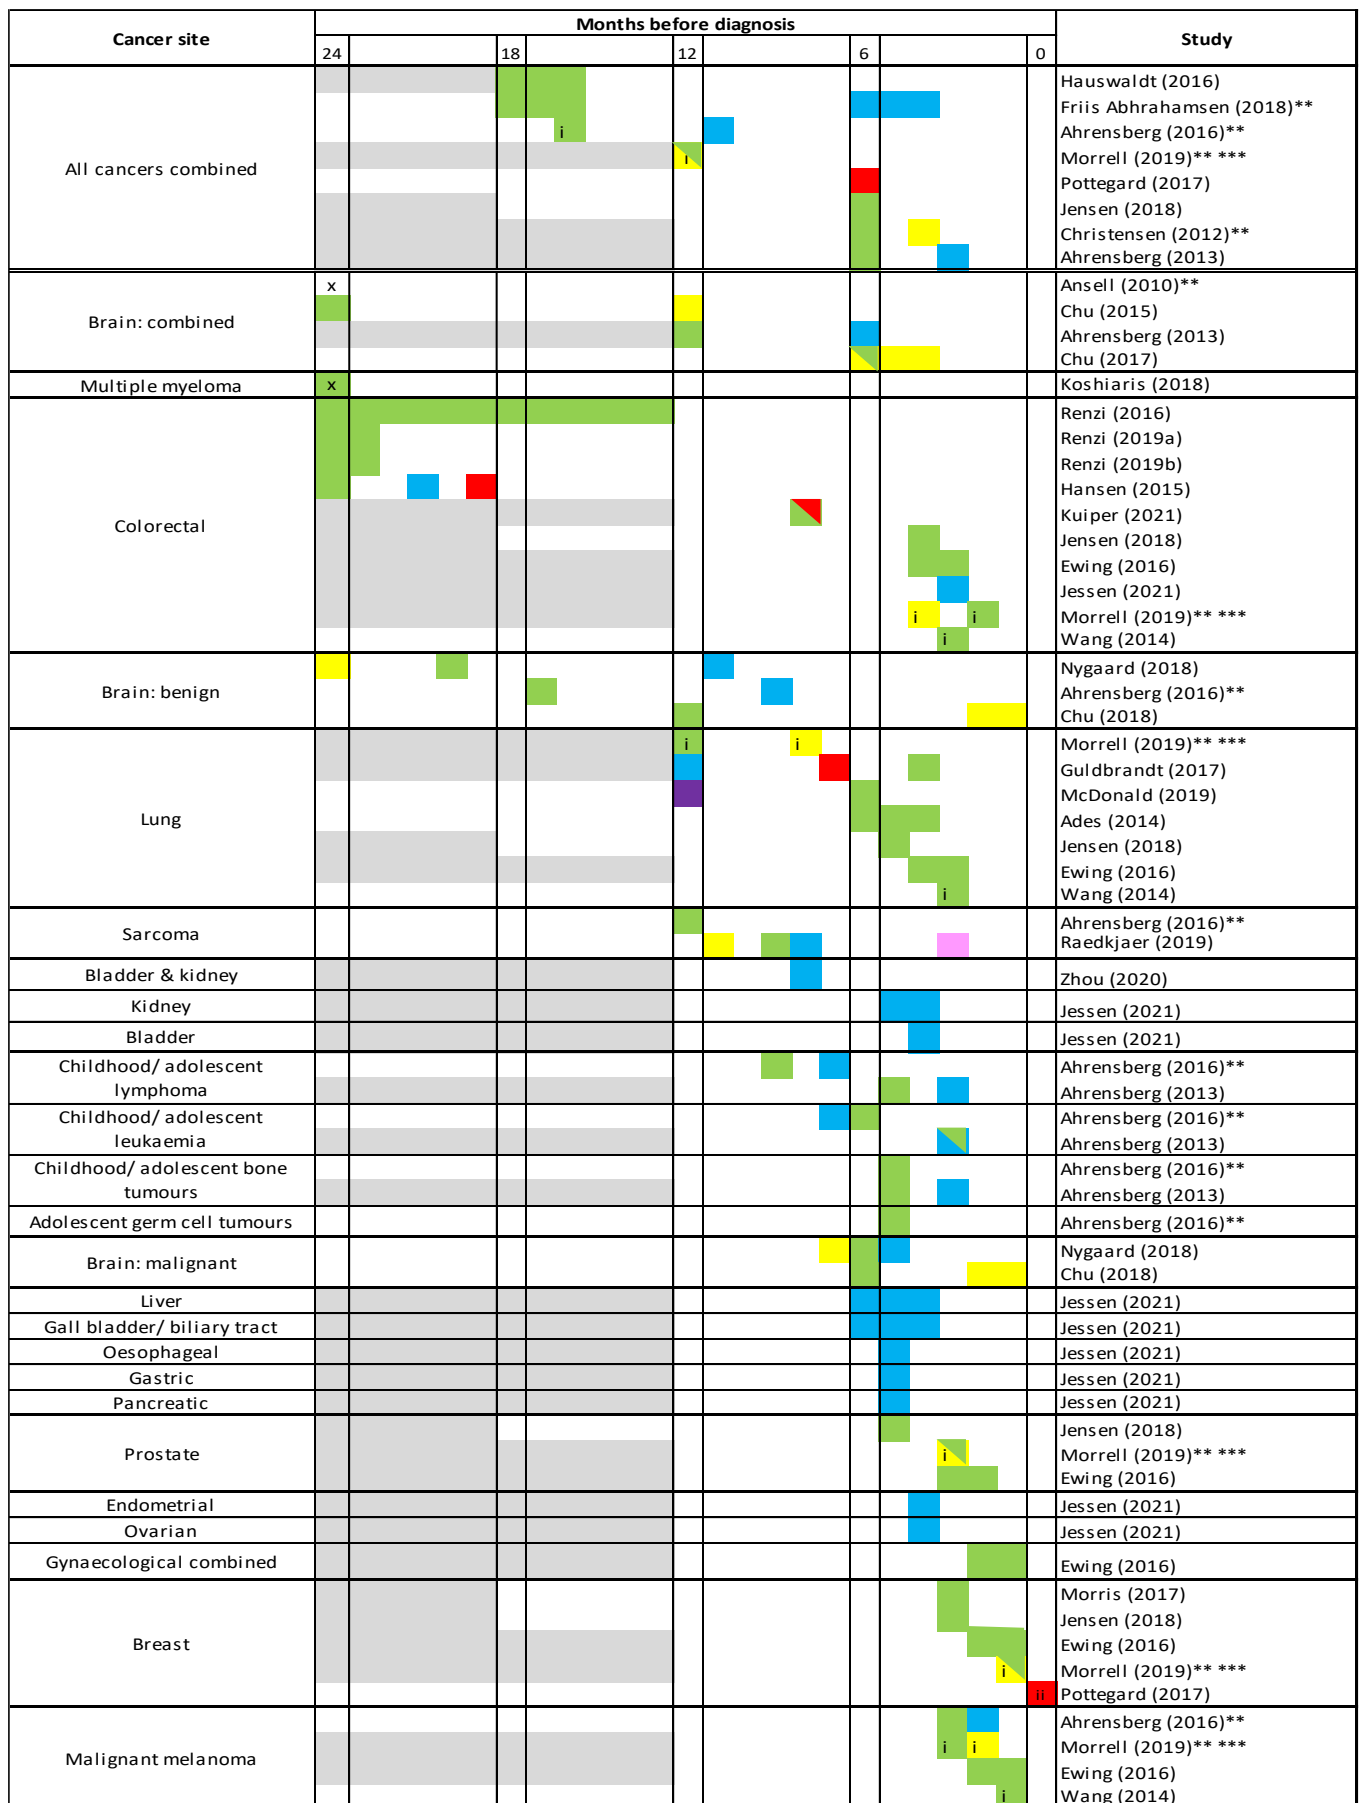 Cancer site
Months before diagnosis
Study
24 18 12 6 0
All cancers combined
Hauswaldt (2016)
Friis Abhrahamsen (2018)**
i Ahrensberg (2016)**
i Morrell (2019)** ***
Pottegard (2017)
Jensen (2018)
Christensen (2012)**
Ahrensberg (2013)
Brain: combined
x Ansell (2010)**
Chu (2015)
Ahrensberg (2013)
Chu (2017)
Multiple myeloma x Koshiaris (2018)
Colorectal
Renzi (2016)
Renzi (2019a)
Renzi (2019b)
Hansen (2015)
Kuiper (2021)
Jensen (2018)
Ewing (2016)
Jessen (2021)
i i Morrell (2019)** ***
i Wang (2014)
Brain: benign
Nygaard (2018)
Ahrensberg (2016)**
Chu (2018)
Lung
i i Morrell (2019)** ***
Guldbrandt (2017)
McDonald (2019)
Ades (2014)
Jensen (2018)
Ewing (2016)
i Wang (2014)
Sarcoma
Ahrensberg (2016)**
Raedkjaer (2019)
Bladder & kidney Zhou (2020)
Kidney Jessen (2021)
Bladder Jessen (2021)
Childhood/ adolescent
lymphoma
Ahrensberg (2016)**
Ahrensberg (2013)
Childhood/ adolescent
leukaemia
Ahrensberg (2016)**
Ahrensberg (2013)
Childhood/ adolescent bone
tumours
Ahrensberg (2016)**
Ahrensberg (2013)
Adolescent germ cell tumours Ahrensberg (2016)**
Brain: malignant
Nygaard (2018)
Chu (2018)
Liver Jessen (2021)
Gall bladder/ biliary tract Jessen (2021)
Oesophageal Jessen (2021)
Gastric Jessen (2021)
Pancreatic Jessen (2021)
Prostate
Jensen (2018)
i Morrell (2019)** ***
Ewing (2016)
Endometrial Jessen (2021)
Ovarian Jessen (2021)
Gynaecological combined Ewing (2016)
Breast
Morris (2017)
Jensen (2018)
Ewing (2016)
i Morrell (2019)** ***
ii Pottegard (2017)
Malignant melanoma
Ahrensberg (2016)**
i i Morrell (2019)** ***
Ewing (2016)
i Wang (2014)